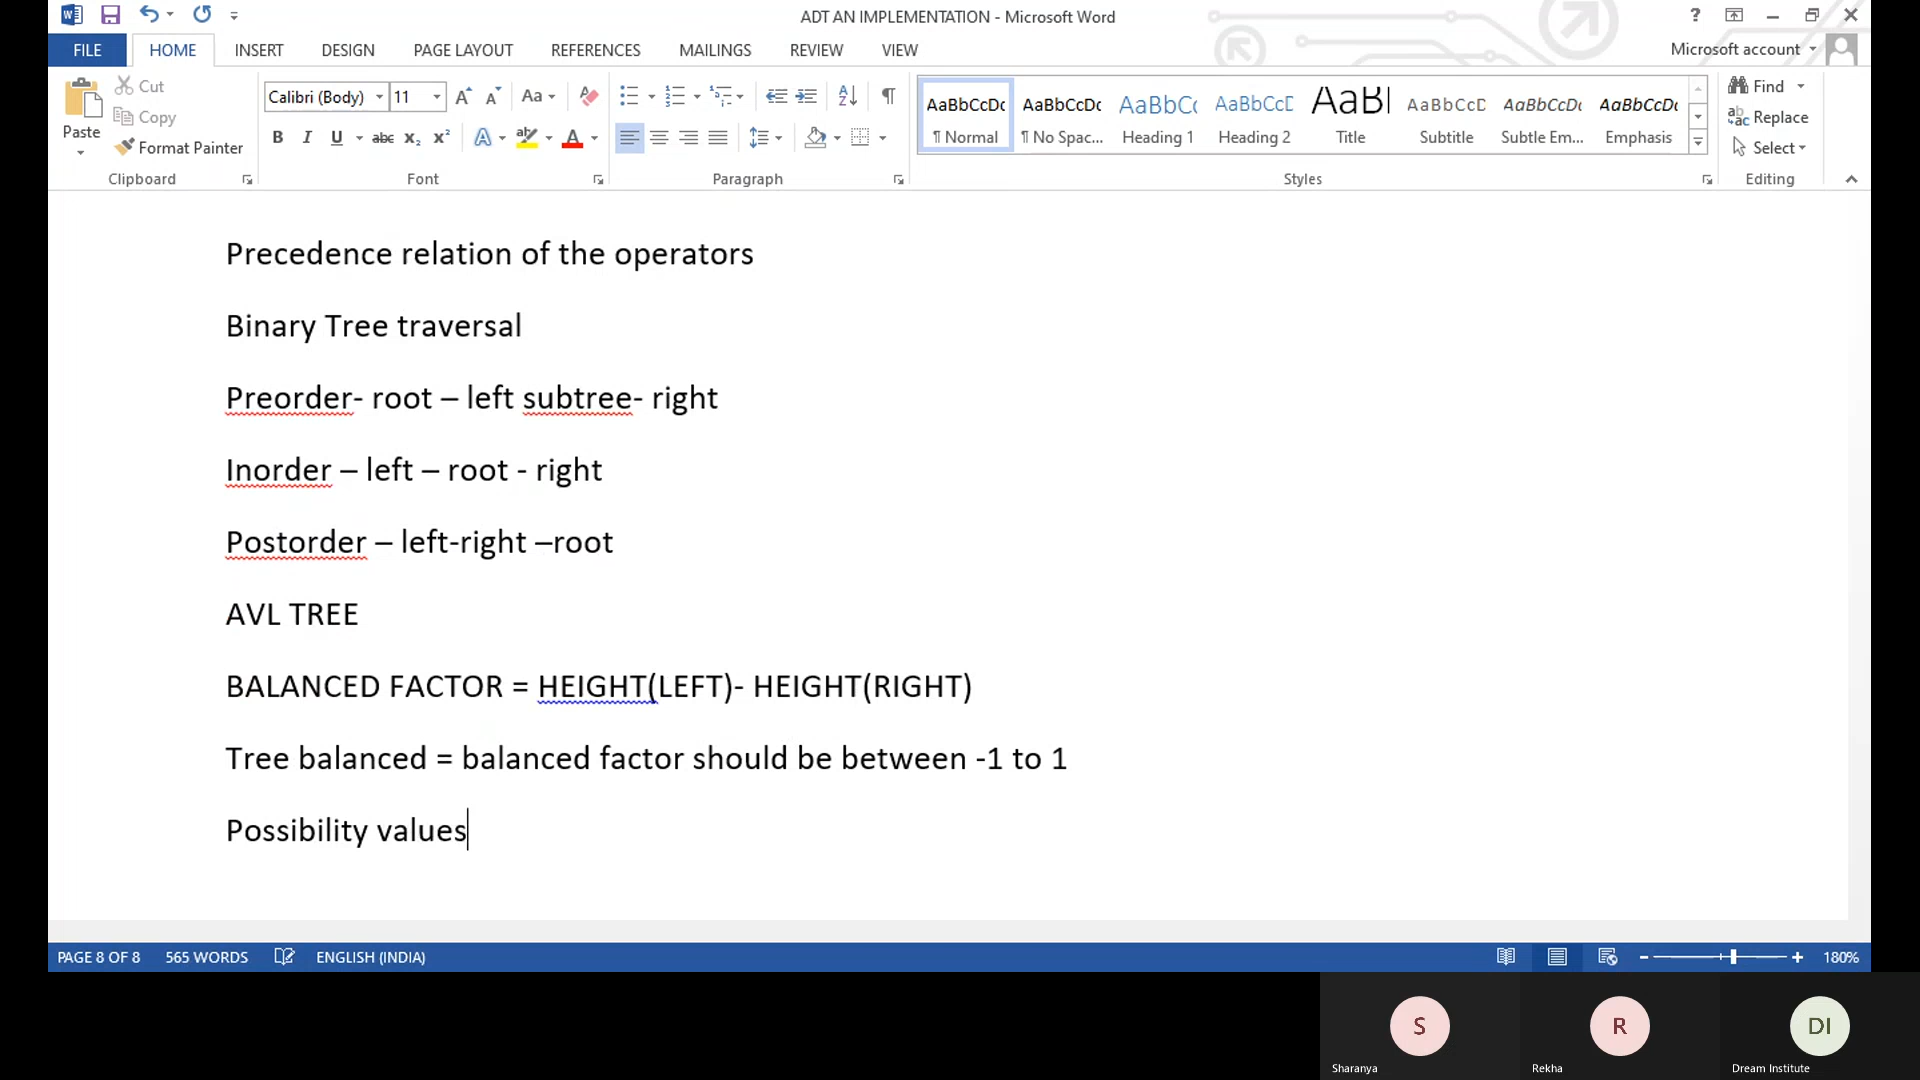 ADT AN IMPLEMENTATION - Microsoft Word
?
FILE HOME INSERT DESIGN PAGE LAYOUT REFERENCES MAILINGS REVIEW VIEW Microsoft account
Paste
Cut
Copy
Format Painter
Clipboard
Calibri (Body) 11
Aa
B I U abc X₂ X² A A
Font
Paragraph
AaBbCcDc AaBbCcDc AaBbCc AaBbCcD AaB AaBbCcD AaBbCcDc AaBbCcDc
¶ Normal ¶ No Spac... Heading 1 Heading 2 Title Subtitle Subtle Em... Emphasis
Styles
Find
Replace
Select
Editing
Precedence relation of the operators
Binary Tree traversal
Preorder- root – left subtree- right
Inorder – left – root - right
Postorder – left-right –root
AVL TREE
BALANCED FACTOR = HEIGHT(LEFT)- HEIGHT(RIGHT)
Tree balanced = balanced factor should be between -1 to 1
Possibility values
PAGE 8 OF 8 565 WORDS ENGLISH (INDIA) 180%
S R DI
Sharanya Rekha Dream Institute